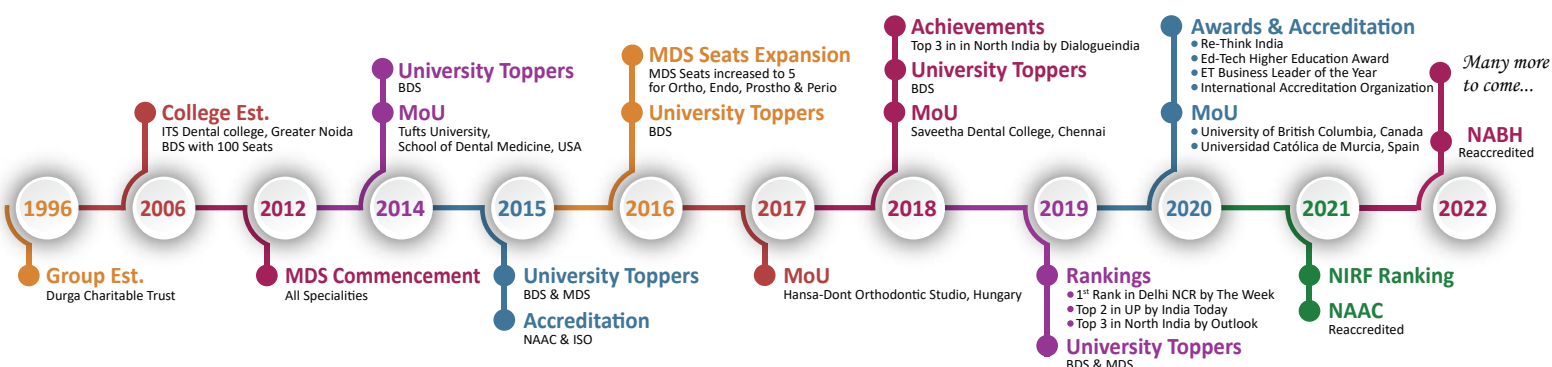 1996
Group Est.
Durga Charitable Trust
2006
College Est.
ITS Dental college, Greater Noida
BDS with 100 Seats
2012
MDS Commencement
All Specialities
2014
University Toppers
BDS
MoU
Tufts University,
School of Dental Medicine, USA
2015
University Toppers
BDS & MDS
Accreditation
NAAC & ISO
2016
MDS Seats Expansion
MDS Seats increased to 5
for Ortho, Endo, Prostho & Perio
University Toppers
BDS
2017
MoU
Hansa-Dont Orthodontic Studio, Hungary
2018
Achievements
Top 3 in in North India by Dialogueindia
University Toppers
BDS
MoU
Saveetha Dental College, Chennai
2019
Rankings
• 1st Rank in Delhi NCR by The Week
• Top 2 in UP by India Today
• Top 3 in North India by Outlook
University Toppers
BDS & MDS
2020
Awards & Accreditation
• Re-Think India
• Ed-Tech Higher Education Award
• ET Business Leader of the Year
• International Accreditation Organization
MoU
• University of British Columbia, Canada
• Universidad Católica de Murcia, Spain
2021
NIRF Ranking
NAAC
Reaccredited
2022
Many more
to come...
NABH
Reaccredited